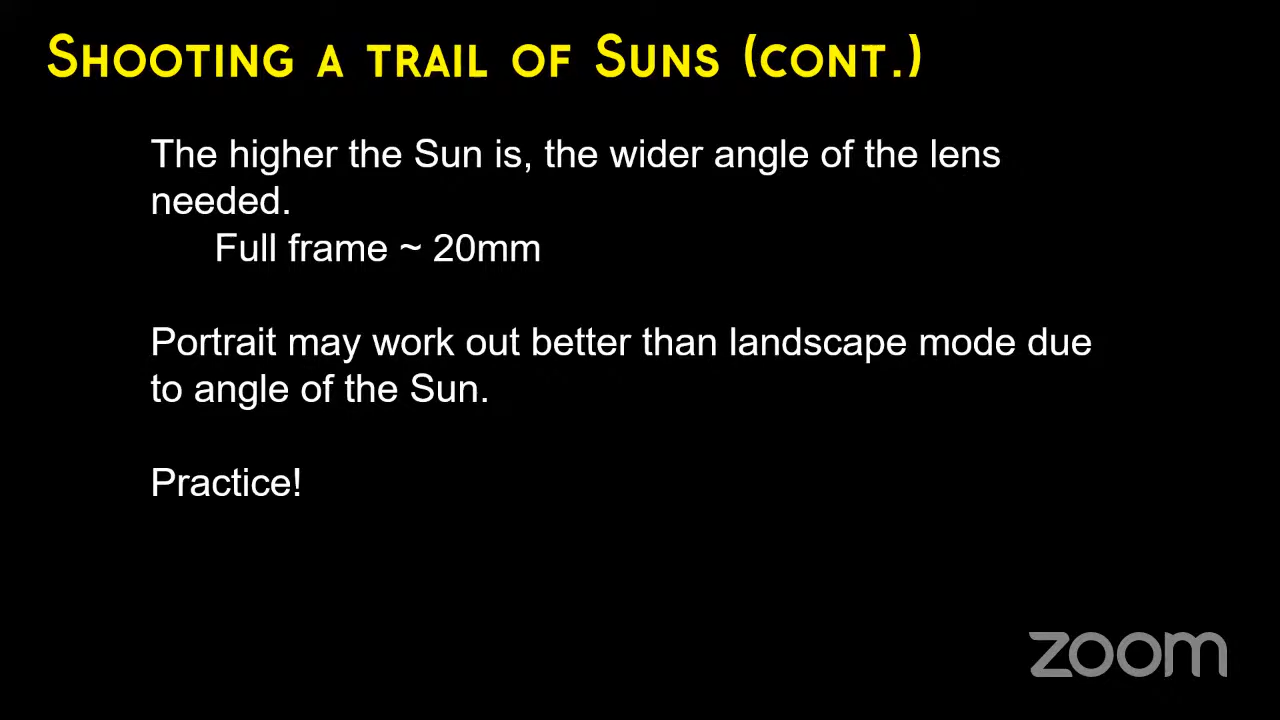 Shooting a trail of Suns (cont.)
The higher the Sun is, the wider angle of the lens
needed.
Full frame ~ 20mm
Portrait may work out better than landscape mode due
to angle of the Sun.
Practice!
zoom